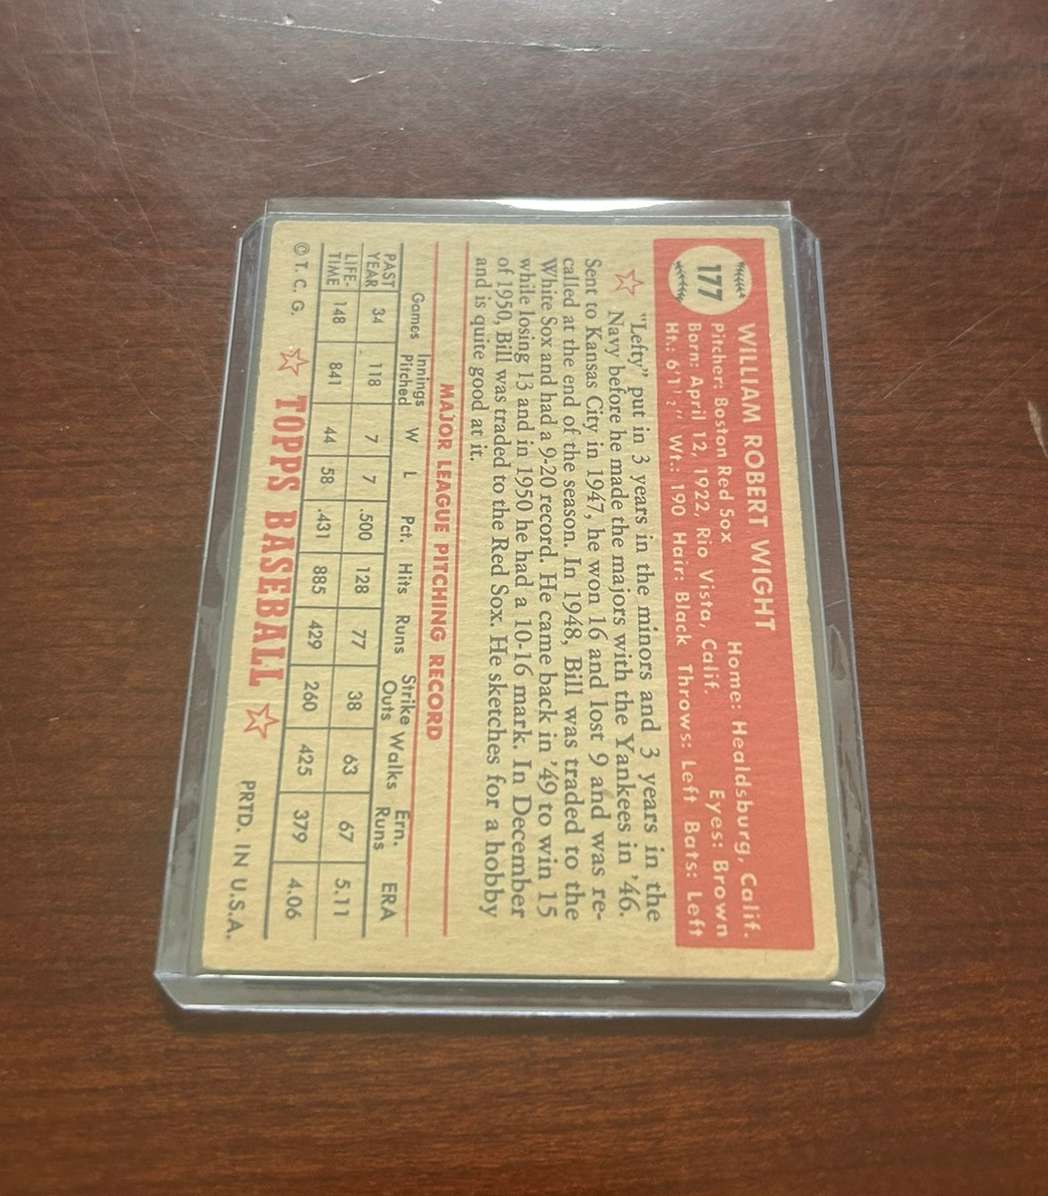 177
WILLIAM ROBERT WIGHT
Pitcher: Boston Red Sox Home: Healdsburg, Calif.
Born: April 12, 1922, Rio Vista, Calif. Eyes: Brown
Ht.: 6'1 Wt.: 190 Hair: Black Throws: Left Bats: Left
"Lefty" put in 3 years in the minors and 3 years in the
Navy before he made the majors with the Yankees in '46.
Sent to Kansas City in 1947, he won 16 and lost 9 and was re-
called at the end of the season. In 1948, Bill was traded to the
White Sox and had a 9-20 record. He came back in '49 to win 15
while losing 13 and in 1950 he had a 10-16 mark. In December
of 1950, Bill was traded to the Red Sox. He sketches for a hobby
and is quite good at it.
MAJOR LEAGUE PITCHING RECORD
Games Innings Pitched W L Pct. Hits Runs Strike Outs Walks Ern. Runs ERA
PAST YEAR 34 118 7 7 .500 128 77 38 63 67 5.11
LIFE-TIME 148 841 44 58 .431 885 429 260 425 379 4.06
© T. C. G. TOPPS BASEBALL PRTD. IN U.S.A.